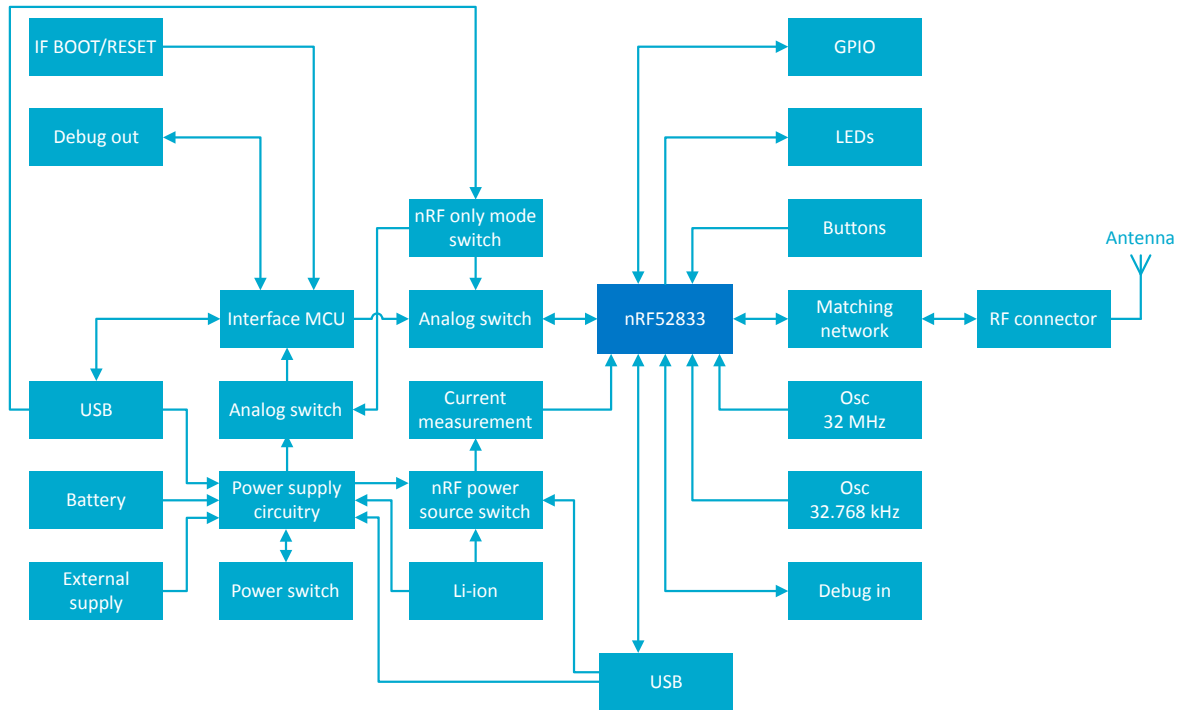 IF BOOT/RESET
GPIO
Debug out
LEDs
nRF only mode
switch
Buttons
Antenna
Interface MCU
Analog switch
nRF52833
Matching
network
RF connector
USB
Analog switch
Current
measurement
Osc
32 MHz
Battery
Power supply
circuitry
nRF power
source switch
Osc
32.768 kHz
External
supply
Power switch
Li-ion
Debug in
USB